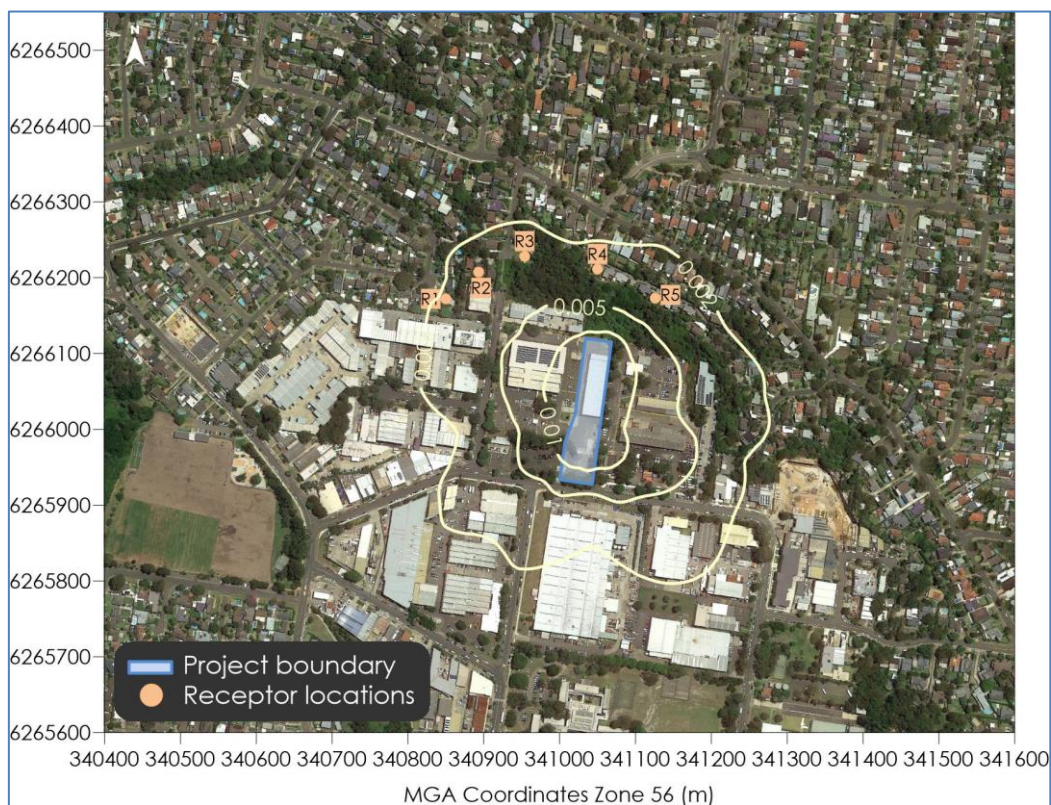 N
6266500
6266400
6266300
6266200
6266100
6266000
6265900
6265800
6265700
6265600
R3
R4
R1
R2
R5
0.002
0.005
0.01
Project boundary
Receptor locations
340400 340500 340600 340700 340800 340900 341000 341100 341200 341300 341400 341500 341600
MGA Coordinates Zone 56 (m)